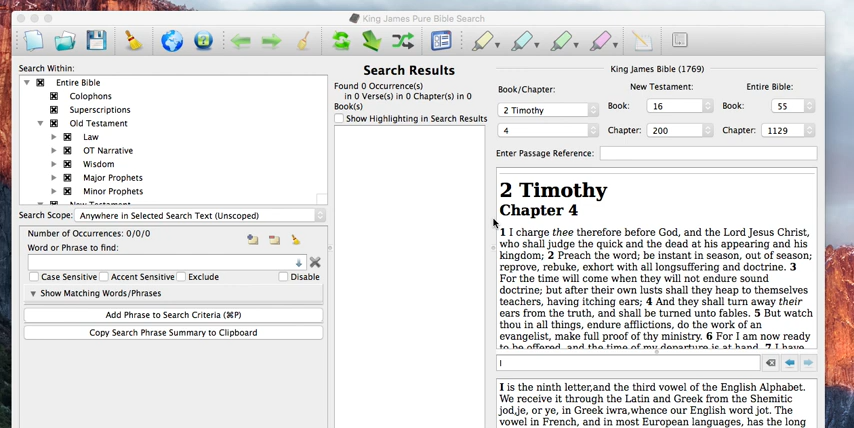 King James Pure Bible Search
Search Within:
Entire Bible
Colophons
Superscriptions
Old Testament
Law
OT Narrative
Wisdom
Major Prophets
Minor Prophets
Search Scope: Anywhere in Selected Search Text (Unscoped)
Number of Occurrences: 0/0/0
Word or Phrase to find:
Case Sensitive Accent Sensitive Exclude Disable
Show Matching Words/Phrases
Add Phrase to Search Criteria (⌘P)
Copy Search Phrase Summary to Clipboard
Search Results
Found 0 Occurrence(s)
in 0 Verse(s) in 0 Chapter(s) in 0
Book(s)
Show Highlighting in Search Results
King James Bible (1769)
Book/Chapter: New Testament: Entire Bible:
2 Timothy Book: 16 Book: 55
4 Chapter: 200 Chapter: 1129
Enter Passage Reference:
2 Timothy
Chapter 4
1 I charge thee therefore before God, and the Lord Jesus Christ,
who shall judge the quick and the dead at his appearing and his
kingdom; 2 Preach the word; be instant in season, out of season;
reprove, rebuke, exhort with all longsuffering and doctrine. 3
For the time will come when they will not endure sound
doctrine; but after their own lusts shall they heap to themselves
teachers, having itching ears; 4 And they shall turn away their
ears from the truth, and shall be turned unto fables. 5 But watch
thou in all things, endure afflictions, do the work of an
evangelist, make full proof of thy ministry. 6 For I am now ready
to be offered, and the time of my departure is at hand. 7 I have
I
I is the ninth letter,and the third vowel of the English Alphabet.
We receive it through the Latin and Greek from the Shemitic
jod,je, or ye, in Greek iwra,whence our English word jot. The
vowel in French, and in most European languages, has the long